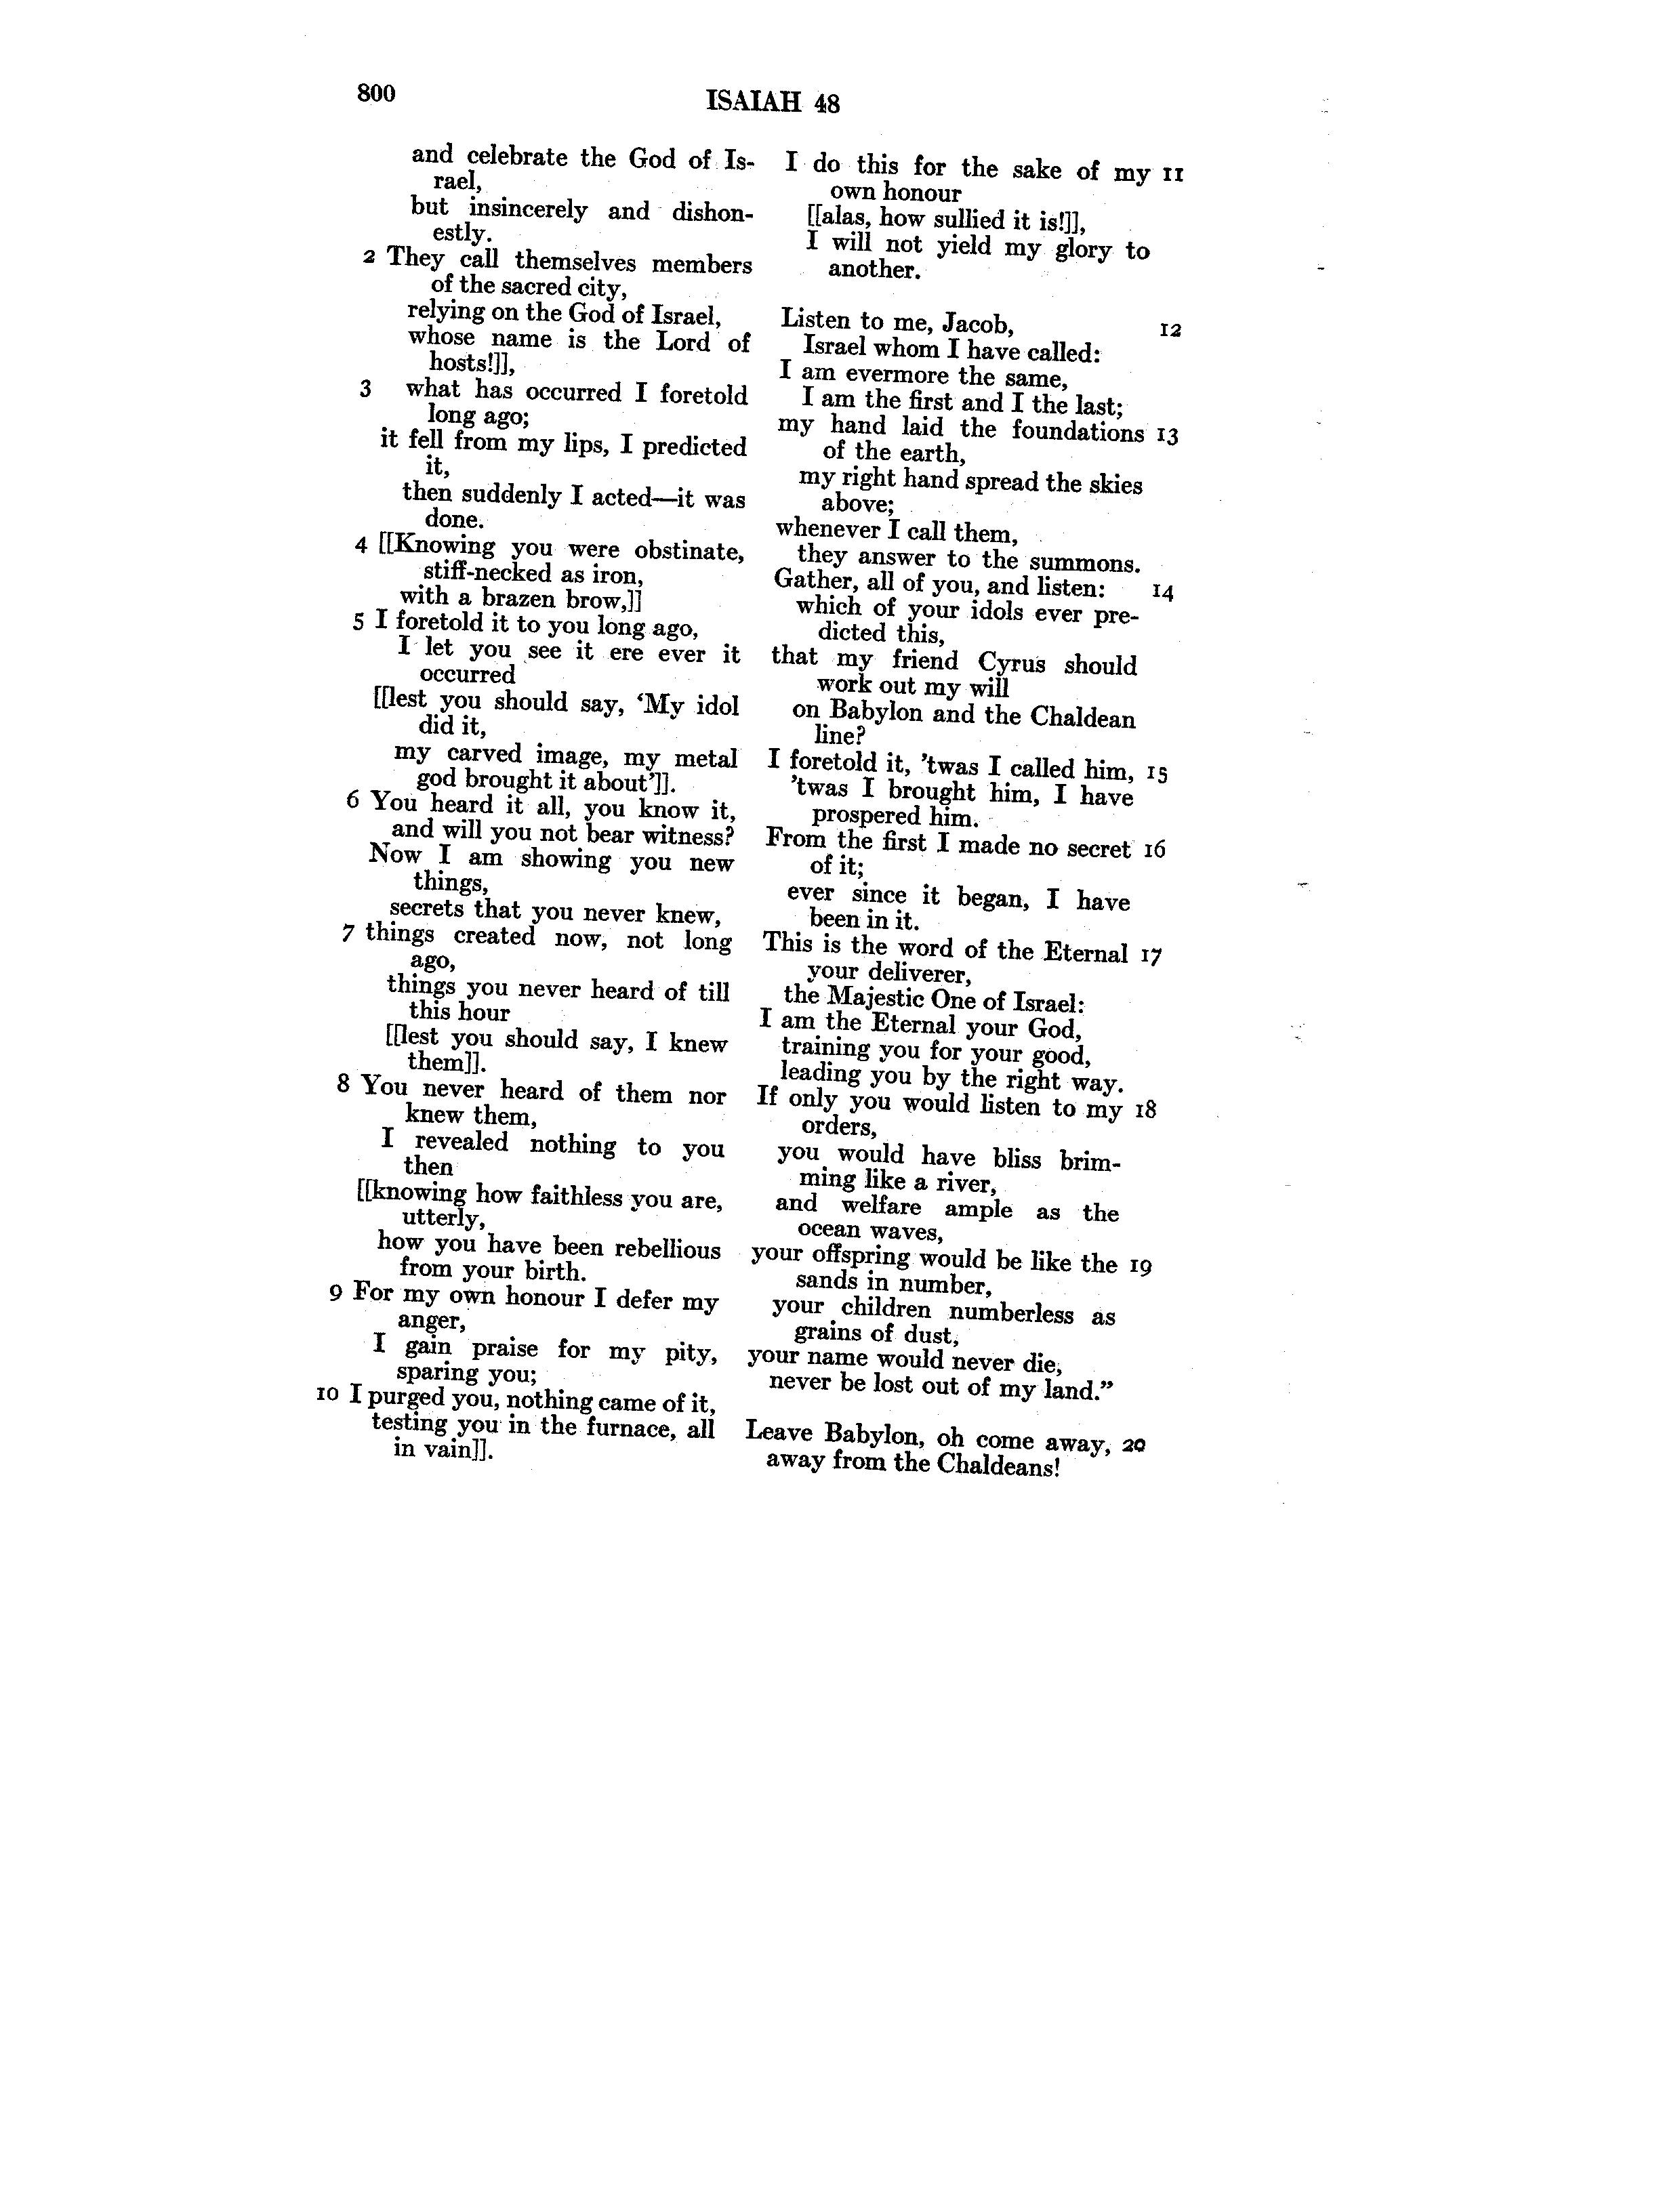 800
ISAIAH 48
and celebrate the God of Is-
rael,
but insincerely and dishon-
estly.
2 They call themselves members
of the sacred city,
relying on the God of Israel,
whose name is the Lord of
hosts!]],
3 what has occurred I foretold
long ago;
it fell from my lips, I predicted
it,
then suddenly I acted—it was
done.
4 [[Knowing you were obstinate,
stiff-necked as iron,
with a brazen brow,]]
5 I foretold it to you long ago,
I let you see it ere ever it
occurred
[[lest you should say, ‘My idol
did it,
my carved image, my metal
god brought it about’]].
6 You heard it all, you know it,
and will you not bear witness?
Now I am showing you new
things,
secrets that you never knew,
7 things created now, not long
ago,
things you never heard of till
this hour
[[lest you should say, I knew
them]].
8 You never heard of them nor
knew them,
I revealed nothing to you
then
[[knowing how faithless you are,
utterly,
how you have been rebellious
from your birth.
9 For my own honour I defer my
anger,
I gain praise for my pity,
sparing you;
10 I purged you, nothing came of it,
testing you in the furnace, all
in vain]].
I do this for the sake of my 11
own honour
[[alas, how sullied it is!]],
I will not yield my glory to
another.
Listen to me, Jacob, 12
Israel whom I have called:
I am evermore the same,
I am the first and I the last;
my hand laid the foundations 13
of the earth,
my right hand spread the skies
above;
whenever I call them,
they answer to the summons.
Gather, all of you, and listen: 14
which of your idols ever pre-
dicted this,
that my friend Cyrus should
work out my will
on Babylon and the Chaldean
line?
I foretold it, ’twas I called him, 15
’twas I brought him, I have
prospered him.
From the first I made no secret 16
of it;
ever since it began, I have
been in it.
This is the word of the Eternal 17
your deliverer,
the Majestic One of Israel:
I am the Eternal your God,
training you for your good,
leading you by the right way.
If only you would listen to my 18
orders,
you would have bliss brim-
ming like a river,
and welfare ample as the
ocean waves,
your offspring would be like the 19
sands in number,
your children numberless as
grains of dust,
your name would never die,
never be lost out of my land.”
Leave Babylon, oh come away, 20
away from the Chaldeans!